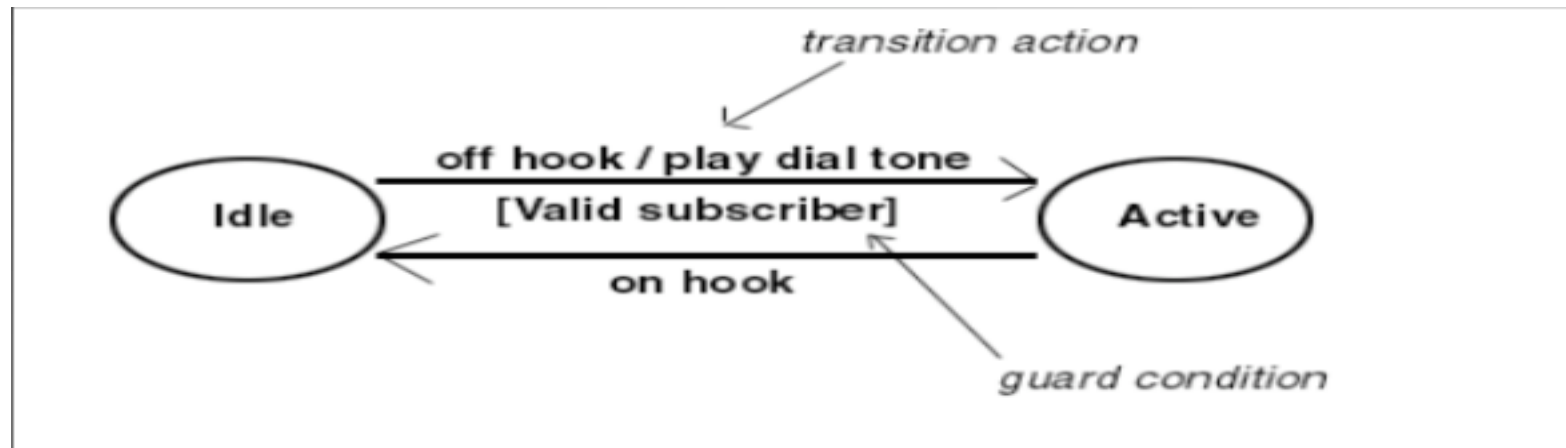 transition action
off hook / play dial tone
Idle
[Valid subscriber]
Active
on hook
guard condition